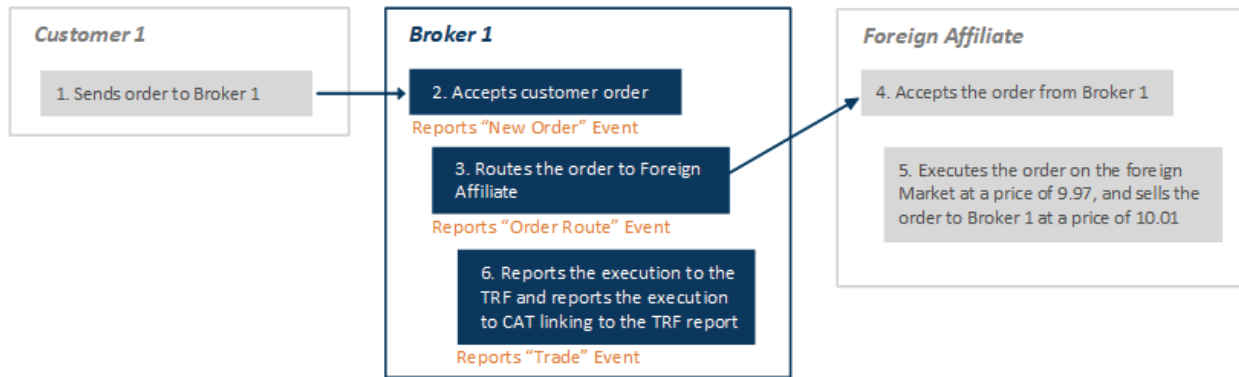 Customer 1
1. Sends order to Broker 1
Broker 1
2. Accepts customer order
Reports "New Order" Event
3. Routes the order to Foreign
Affiliate
Reports "Order Route" Event
6. Reports the execution to the
TRF and reports the execution
to CAT linking to the TRF report
Reports "Trade" Event
Foreign Affiliate
4. Accepts the order from Broker 1
5. Executes the order on the foreign
Market at a price of 9.97, and sells the
order to Broker 1 at a price of 10.01